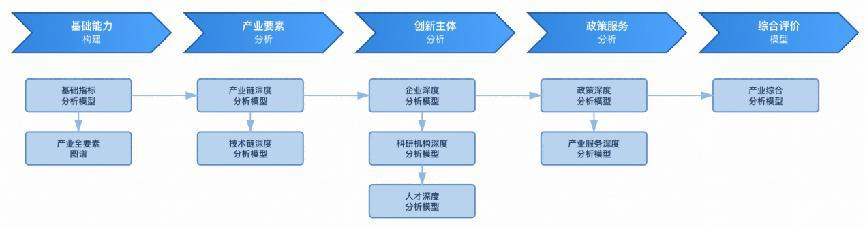 基础能力
构建
产业要素
分析
创新主体
分析
政策服务
分析
综合评价
模型
基础指标
分析模型
产业链深度
分析模型
企业深度
分析模型
政策深度
分析模型
产业综合
分析模型
产业全要素
图谱
技术链深度
分析模型
科研机构深度
分析模型
产业服务深度
分析模型
人才深度
分析模型